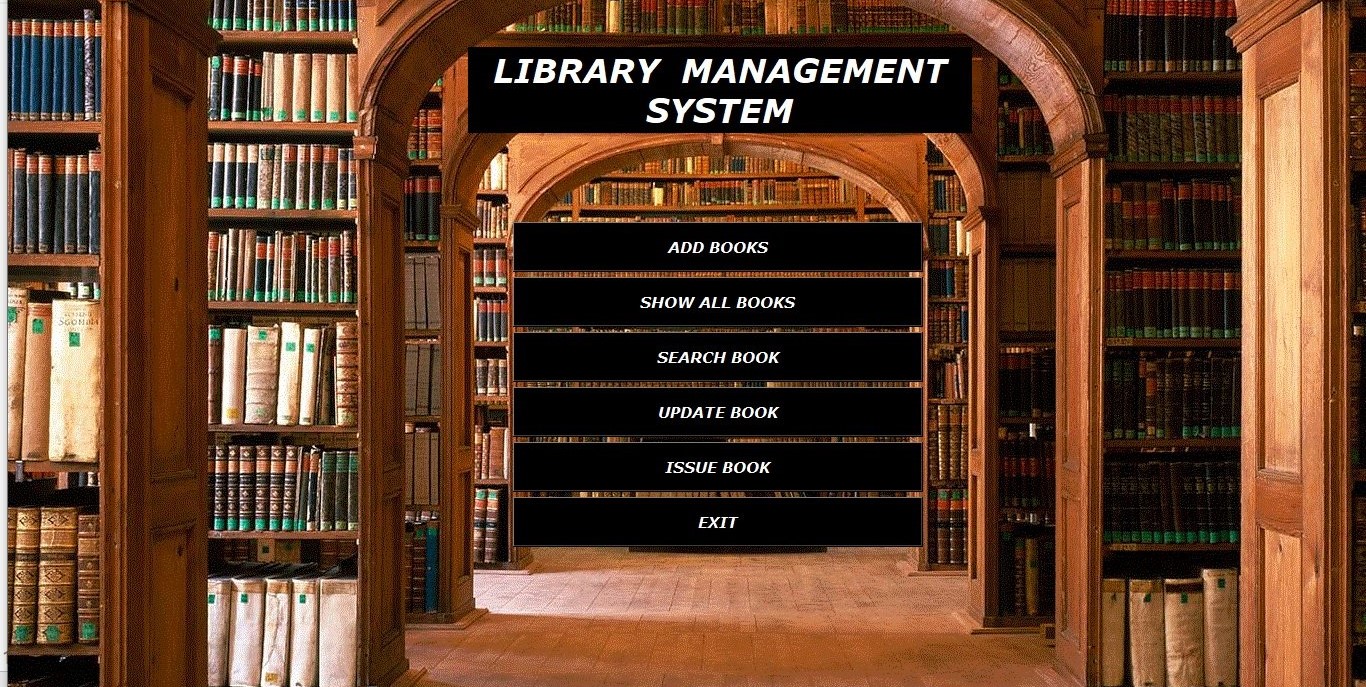 LIBRARY MANAGEMENT
SYSTEM
ADD BOOKS
SHOW ALL BOOKS
SEARCH BOOK
UPDATE BOOK
ISSUE BOOK
EXIT